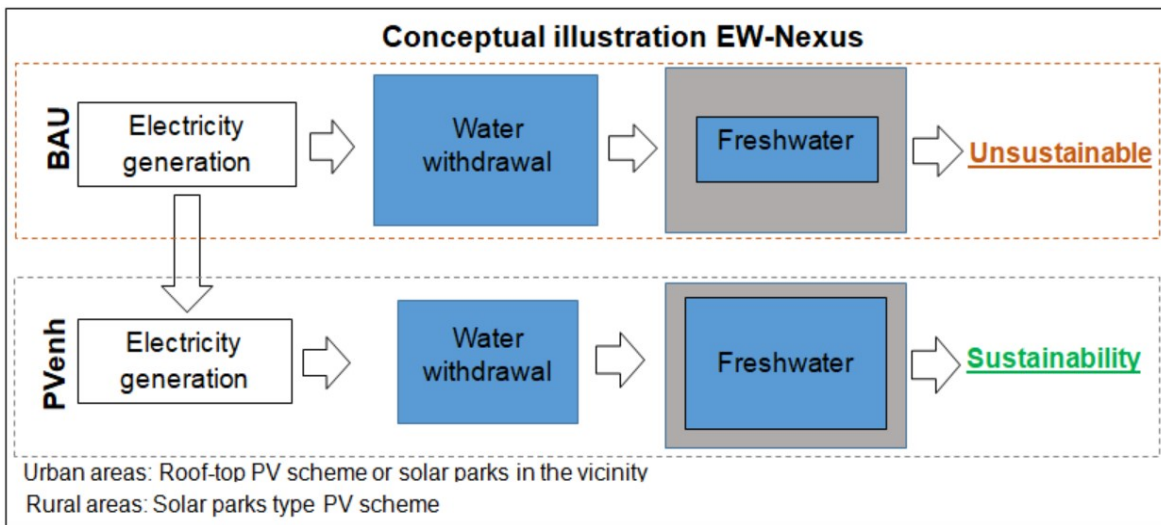 Conceptual illustration EW-Nexus
BAU
Electricity
generation
Water
withdrawal
Freshwater
Unsustainable
PVenh
Electricity
generation
Water
withdrawal
Freshwater
Sustainability
Urban areas: Roof-top PV scheme or solar parks in the vicinity
Rural areas: Solar parks type PV scheme